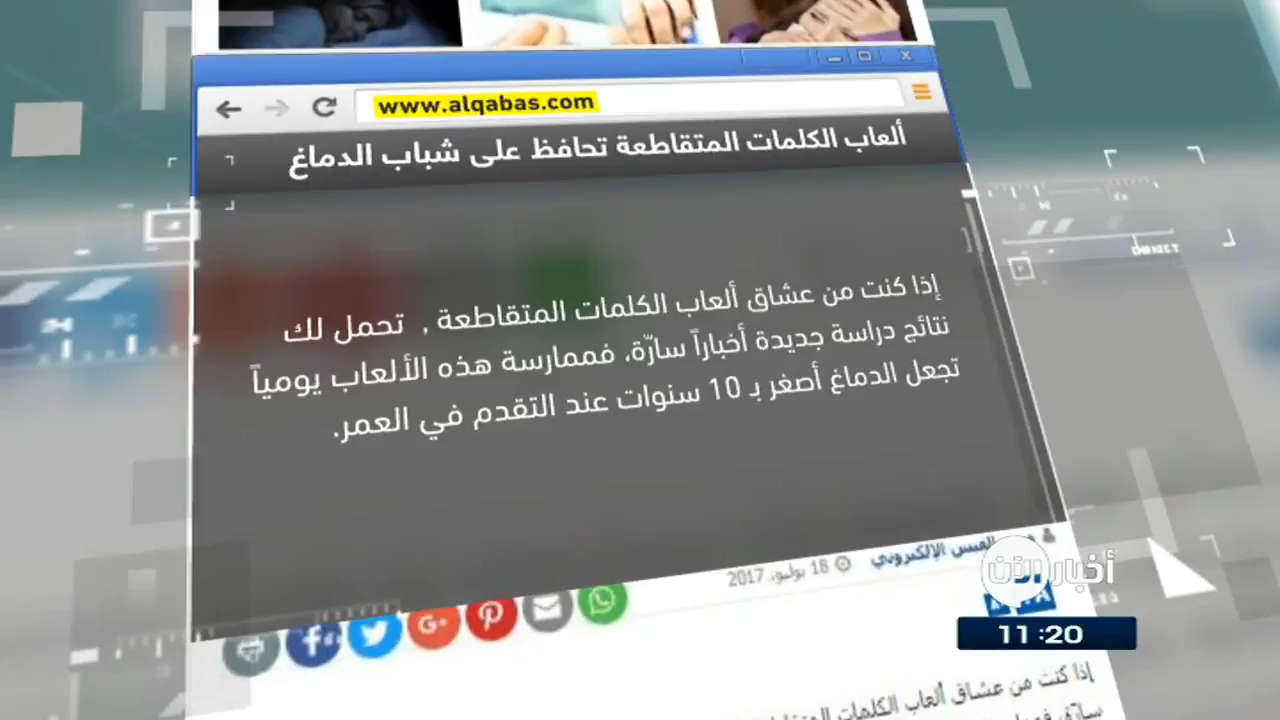 www.alqabas.com
ألعاب الكلمات المتقاطعة تحافظ على شباب الدماغ
إذا كنت من عشاق ألعاب الكلمات المتقاطعة , تحمل لك
نتائج دراسة جديدة أخباراً سارّة، فممارسة هذه الألعاب يومياً
تجعل الدماغ أصغر بـ 10 سنوات عند التقدم في العمر.
القبس الإلكتروني 18 يوليو، 2017
أخبار الآن
11:20
إذا كنت من عشاق ألعاب الكلمات